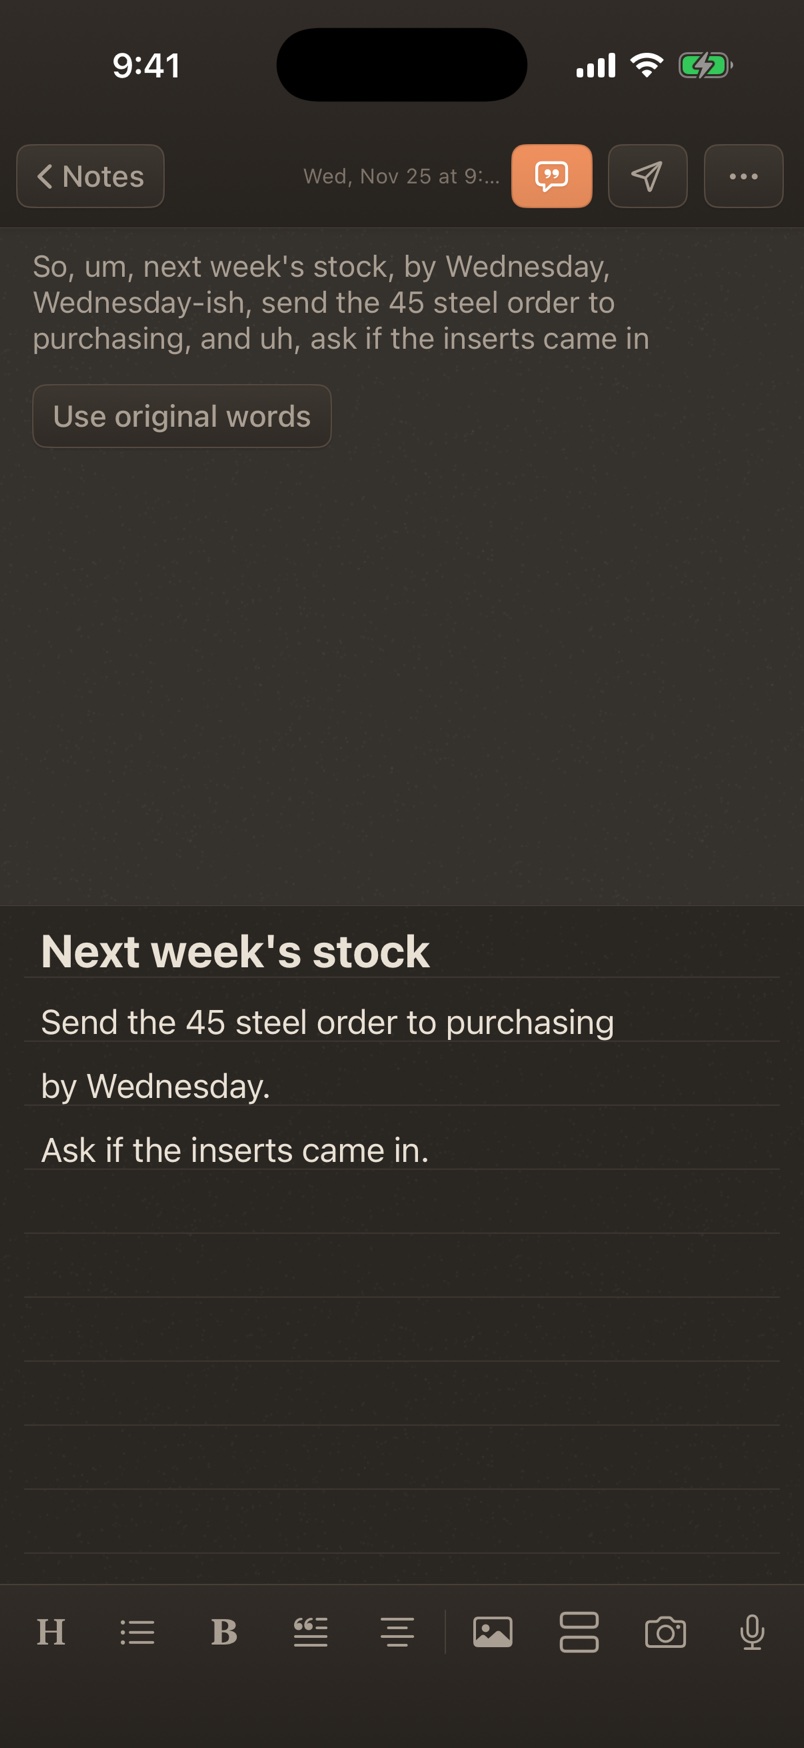 9:41
Notes
Wed, Nov 25 at 9:...
So, um, next week's stock, by Wednesday,
Wednesday-ish, send the 45 steel order to
purchasing, and uh, ask if the inserts came in
Use original words
Next week's stock
Send the 45 steel order to purchasing
by Wednesday.
Ask if the inserts came in.
H
B